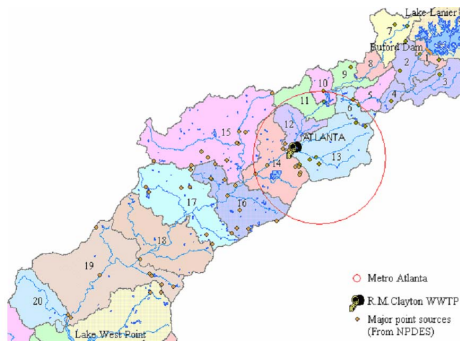 Lake Lanier
7
Buford Dam
8
2
9
3
10
5
4
11
6
12
15
ATLANTA
13
14
17
16
18
19
20
Lake West Point
Metro Atlanta
R.M.Clayton WWTP
Major point sources
(From NPDES)